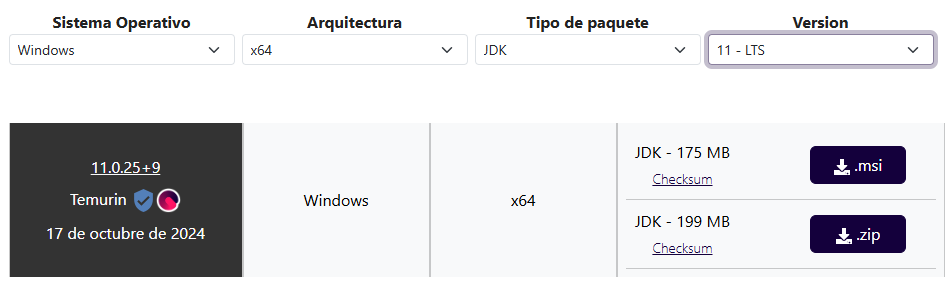 Sistema Operativo Arquitectura Tipo de paquete Version
Windows x64 JDK 11 - LTS
11.0.25+9
Temurin
17 de octubre de 2024
Windows
x64
JDK - 175 MB
Checksum
.msi
JDK - 199 MB
Checksum
.zip